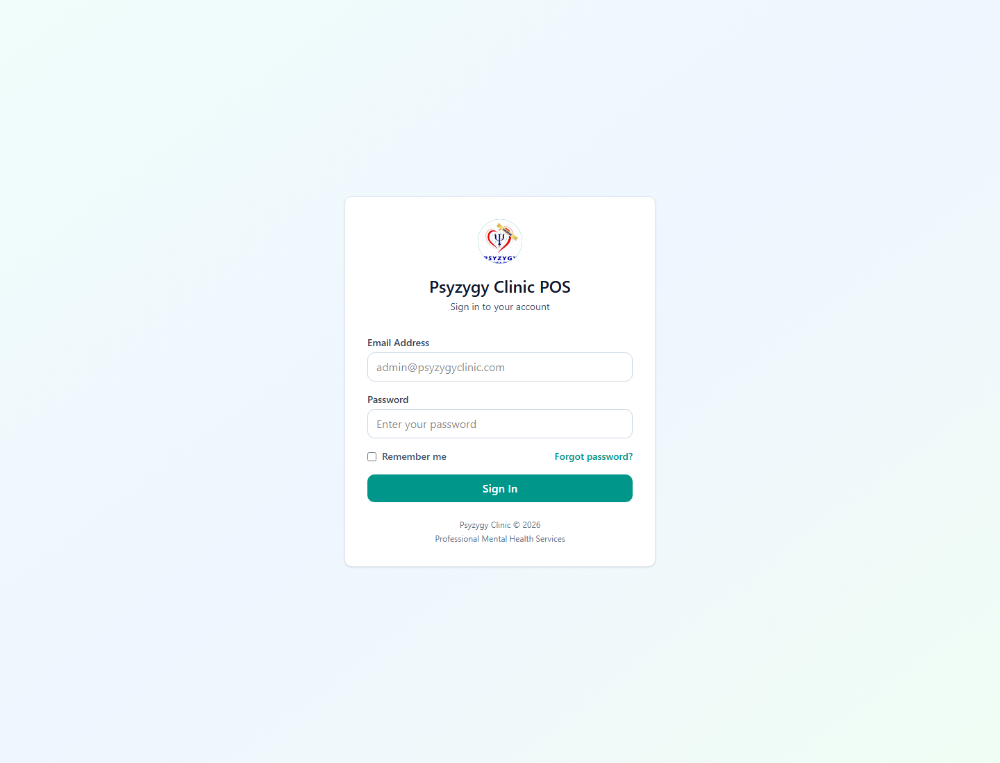 PSYZYGY
Psyzygy Clinic POS
Sign in to your account
Email Address
admin@psyzygyclinic.com
Password
Enter your password
Remember me
Forgot password?
Sign In
Psyzygy Clinic © 2026
Professional Mental Health Services